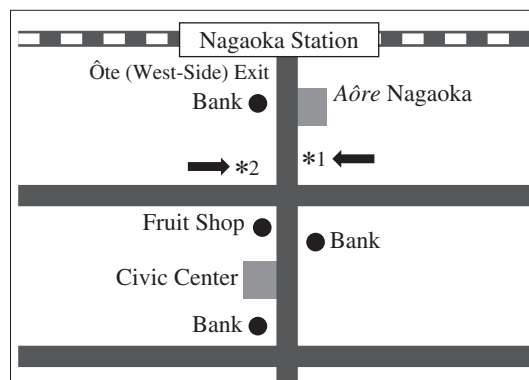 Nagaoka Station
Ôte (West-Side) Exit
Bank
Aôre Nagaoka
*2
*1
Fruit Shop
Bank
Civic Center
Bank